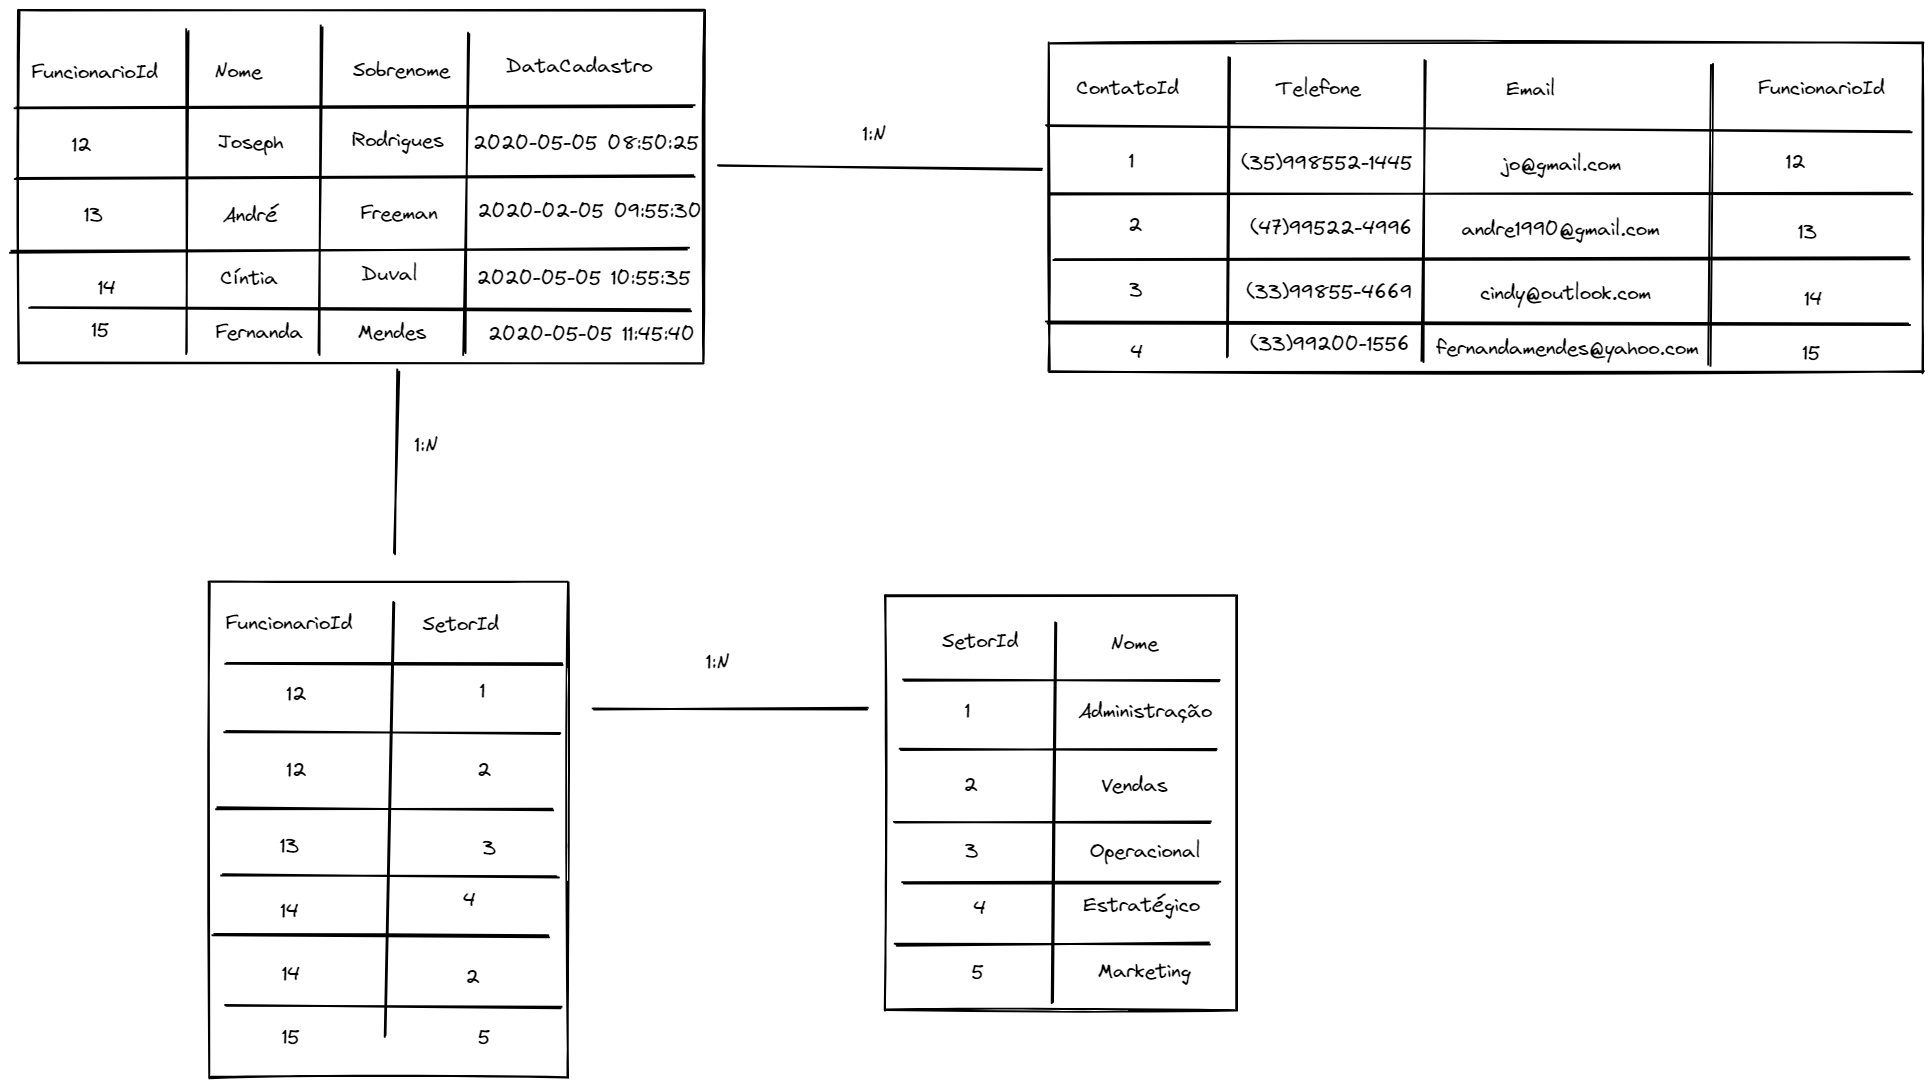 FuncionarioId Nome Sobrenome DataCadastro
12 Joseph Rodrigues 2020-05-05 08:50:25
13 André Freeman 2020-02-05 09:55:30
14 Cíntia Duval 2020-05-05 10:55:35
15 Fernanda Mendes 2020-05-05 11:45:40
1:N
ContatoId Telefone Email FuncionarioId
1 (35)998552-1445 jo@gmail.com 12
2 (47)99522-4996 andre1990@gmail.com 13
3 (33)99855-4669 cindy@outlook.com 14
4 (33)99200-1556 fernandamendes@yahoo.com 15
1:N
FuncionarioId SetorId
12 1
12 2
13 3
14 4
14 2
15 5
1:N
SetorId Nome
1 Administração
2 Vendas
3 Operacional
4 Estratégico
5 Marketing